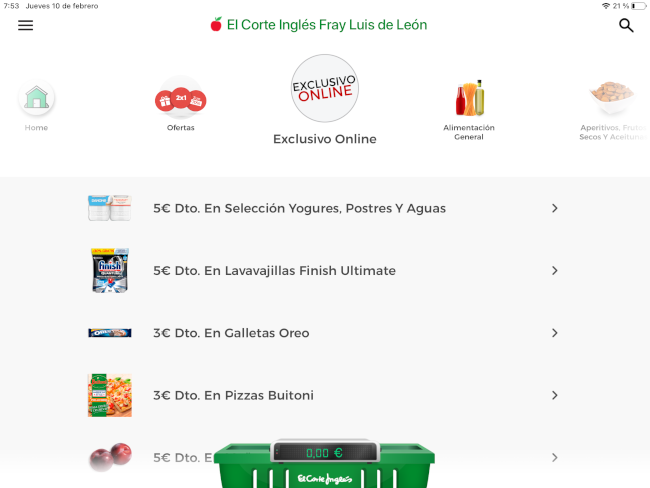 7:53 Jueves 10 de febrero
21 %
El Corte Inglés Fray Luis de León
EXCLUSIVO
ONLINE
2x1
Home
Ofertas
Exclusivo Online
Alimentación
General
Aperitivos, Frutos
Secos Y Aceitunas
5€ Dto. En Selección Yogures, Postres Y Aguas
finish
5€ Dto. En Lavavajillas Finish Ultimate
OREO
3€ Dto. En Galletas Oreo
3€ Dto. En Pizzas Buitoni
5€ Dto. E
0,00 €
El Corte Inglés